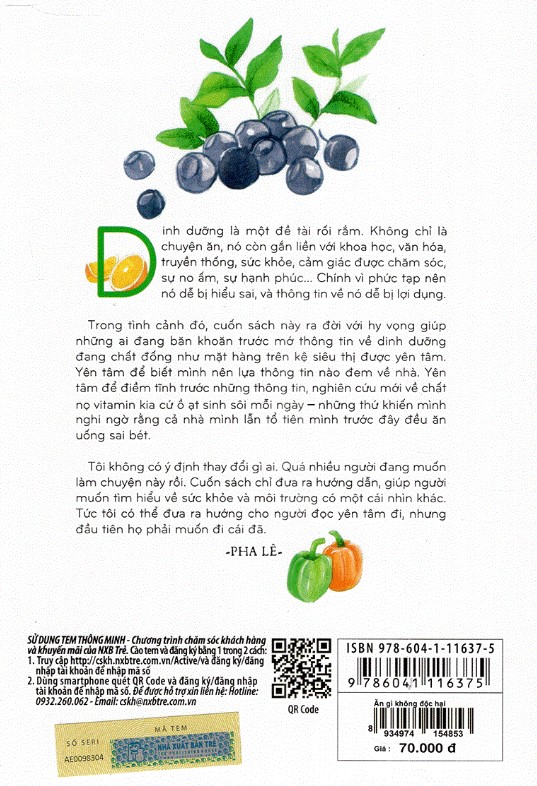 Dinh dưỡng là một đề tài rối rắm. Không chỉ là
chuyện ăn, nó còn gắn liền với khoa học, văn hóa,
truyền thống, sức khỏe, cảm giác được chăm sóc,
sự no ấm, sự hạnh phúc... Chính vì phức tạp nên
nó dễ bị hiểu sai, và thông tin về nó dễ bị lợi dụng.
Trong tình cảnh đó, cuốn sách này ra đời với hy vọng giúp
những ai đang băn khoăn trước mớ thông tin về dinh dưỡng
đang chất đống như mặt hàng trên kệ siêu thị được yên tâm.
Yên tâm để biết mình nên lựa thông tin nào đem về nhà. Yên
tâm để điềm tĩnh trước những thông tin, nghiên cứu mới về chất
nọ vitamin kia cứ ồ ạt sinh sôi mỗi ngày – những thứ khiến mình
nghi ngờ rằng cả nhà mình lẫn tổ tiên mình trước đây đều ăn
uống sai bét.
Tôi không có ý định thay đổi gì ai. Quá nhiều người đang muốn
làm chuyện này rồi. Cuốn sách chỉ đưa ra hướng dẫn, giúp người
muốn tìm hiểu về sức khỏe và môi trường có một cái nhìn khác.
Tức tôi có thể đưa ra hướng cho người đọc yên tâm đi, nhưng
đầu tiên họ phải muốn đi cái đã.
-PHA LÊ-
SỬ DỤNG TEM THÔNG MINH - Chương trình chăm sóc khách hàng
và khuyến mãi của NXB Trẻ. Cào tem và đăng ký bằng 1 trong 2 cách:
1. Truy cập http://cskh.nxbtre.com.vn/Active/và đăng ký/đăng
nhập tài khoản để nhập mã số
2. Dùng smartphone quét QR Code và đăng ký/đăng nhập
tài khoản để nhập mã số. Để được hỗ trợ xin liên hệ: Hotline:
0932.260.062 - Email: cskh@nxbtre.com.vn
QR Code
ISBN 978-604-1-11637-5
9 786041 116375
Ăn gì không độc hại
8 934974 154853
Giá : 70.000 đ
MÃ TEM
SỐ SERI
AE0098304
NHÀ XUẤT BẢN TRẺ